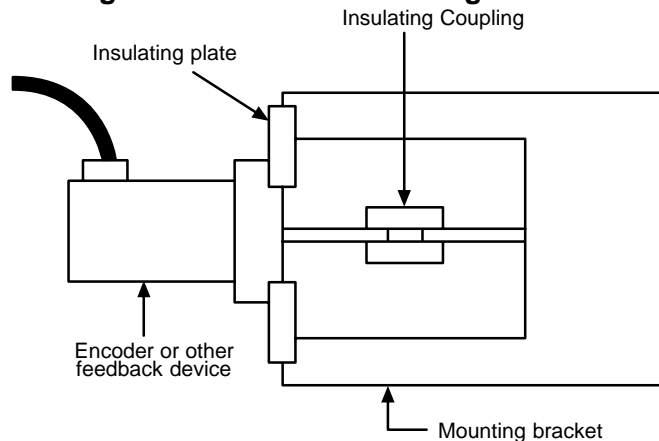 Insulating Coupling
Insulating plate
Encoder or other
feedback device
Mounting bracket